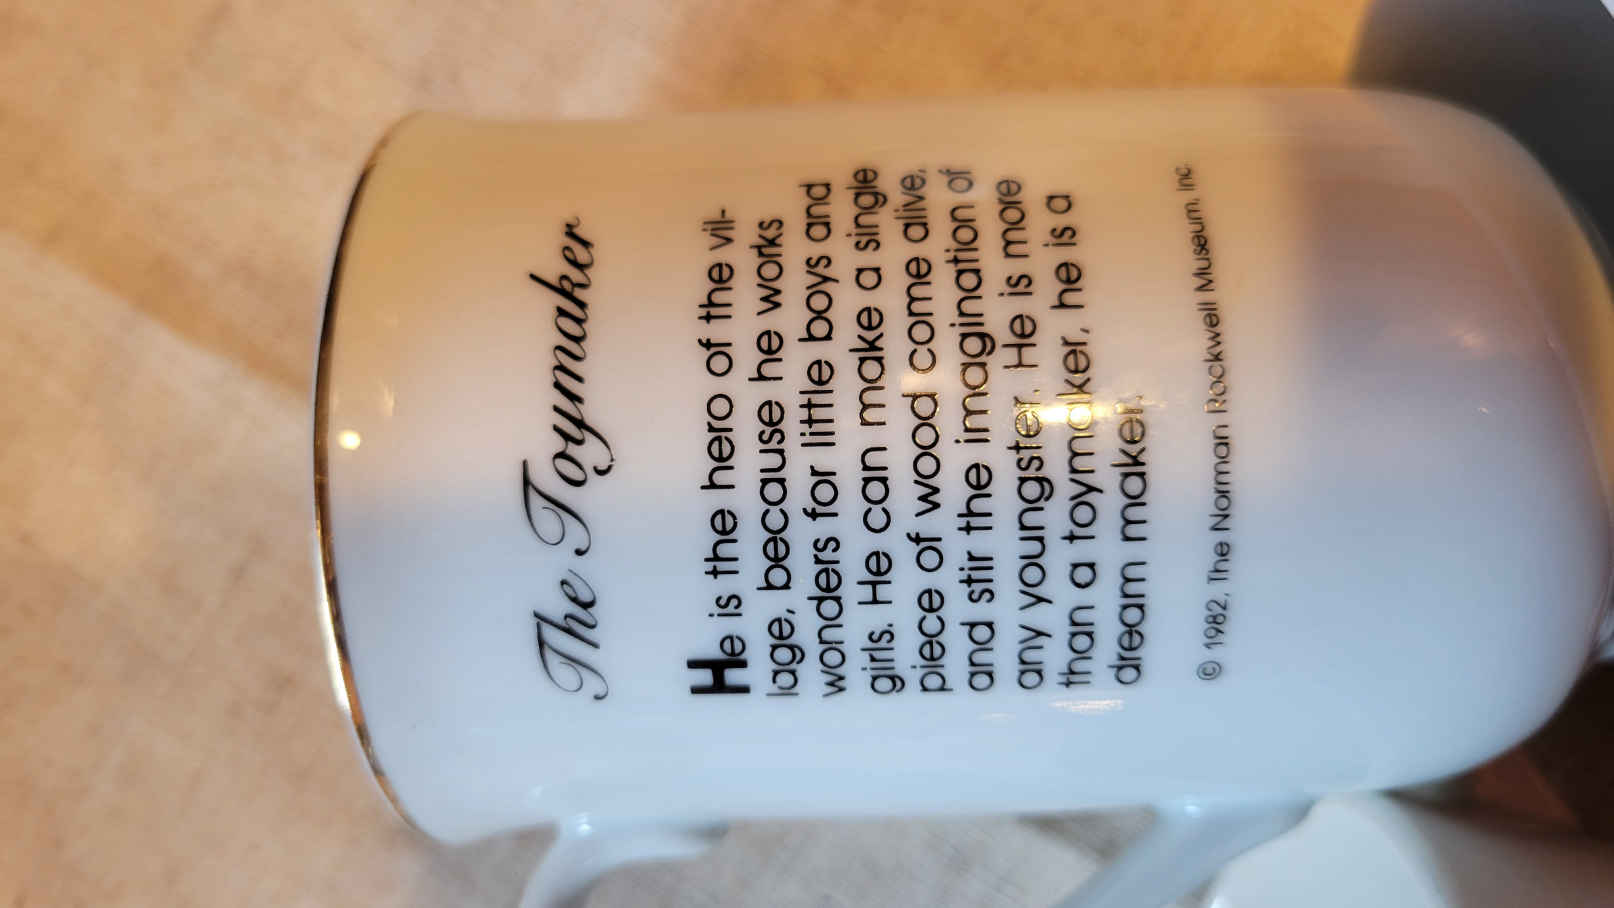 The Toymaker
He is the hero of the vil-
lage, because he works
wonders for little boys and
girls. He can make a single
piece of wood come alive,
and stir the imagination of
any youngster. He is more
than a toymaker, he is a
dream maker.
© 1982, The Norman Rockwell Museum, Inc.